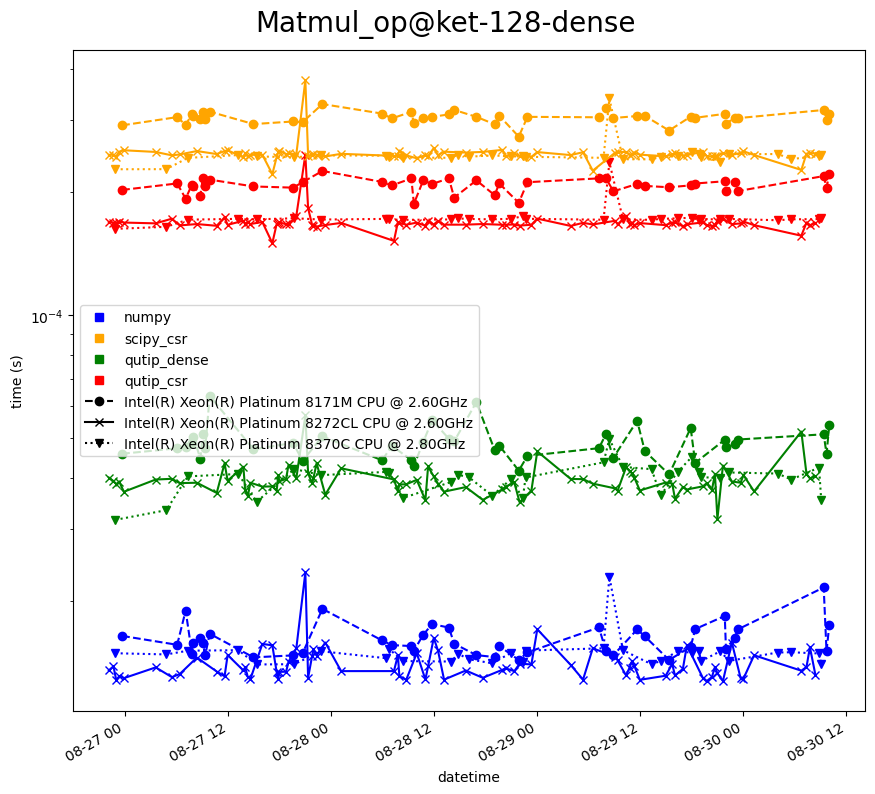 Matmul_op@ket-128-dense
time (s)
10⁻⁴
numpy
scipy_csr
qutip_dense
qutip_csr
Intel(R) Xeon(R) Platinum 8171M CPU @ 2.60GHz
Intel(R) Xeon(R) Platinum 8272CL CPU @ 2.60GHz
Intel(R) Xeon(R) Platinum 8370C CPU @ 2.80GHz
08-27 00
08-27 12
08-28 00
08-28 12
08-29 00
08-29 12
08-30 00
08-30 12
datetime